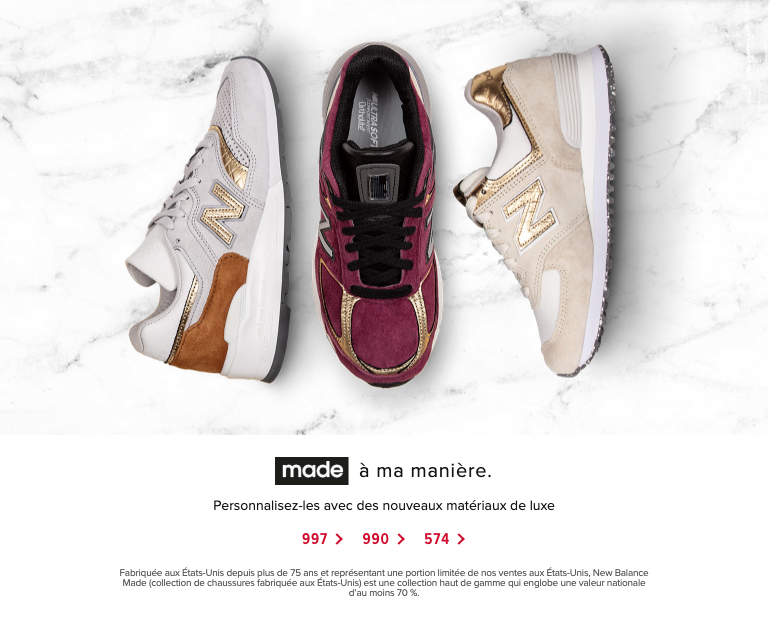 ULTRA SOFT
Ortholite
N
N
made à ma manière.
Personnalisez-les avec des nouveaux matériaux de luxe
997 > 990 > 574 >
Fabriquée aux États-Unis depuis plus de 75 ans et représentant une portion limitée de nos ventes aux États-Unis, New Balance
Made (collection de chaussures fabriquée aux États-Unis) est une collection haut de gamme qui englobe une valeur nationale
d'au moins 70 %.